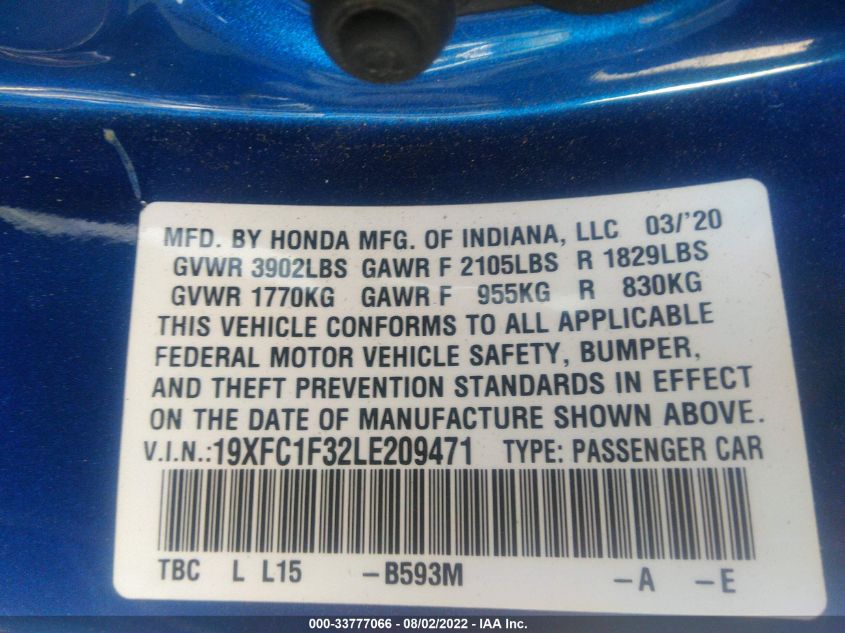 MFD. BY HONDA MFG. OF INDIANA, LLC 03/'20
GVWR 3902LBS GAWR F 2105LBS R 1829LBS
GVWR 1770KG GAWR F 955KG R 830KG
THIS VEHICLE CONFORMS TO ALL APPLICABLE
FEDERAL MOTOR VEHICLE SAFETY, BUMPER,
AND THEFT PREVENTION STANDARDS IN EFFECT
ON THE DATE OF MANUFACTURE SHOWN ABOVE.
V.I.N.:19XFC1F32LE209471 TYPE: PASSENGER CAR
TBC L L15 –B593M –A –E
000-33777066 - 08/02/2022 - IAA Inc.